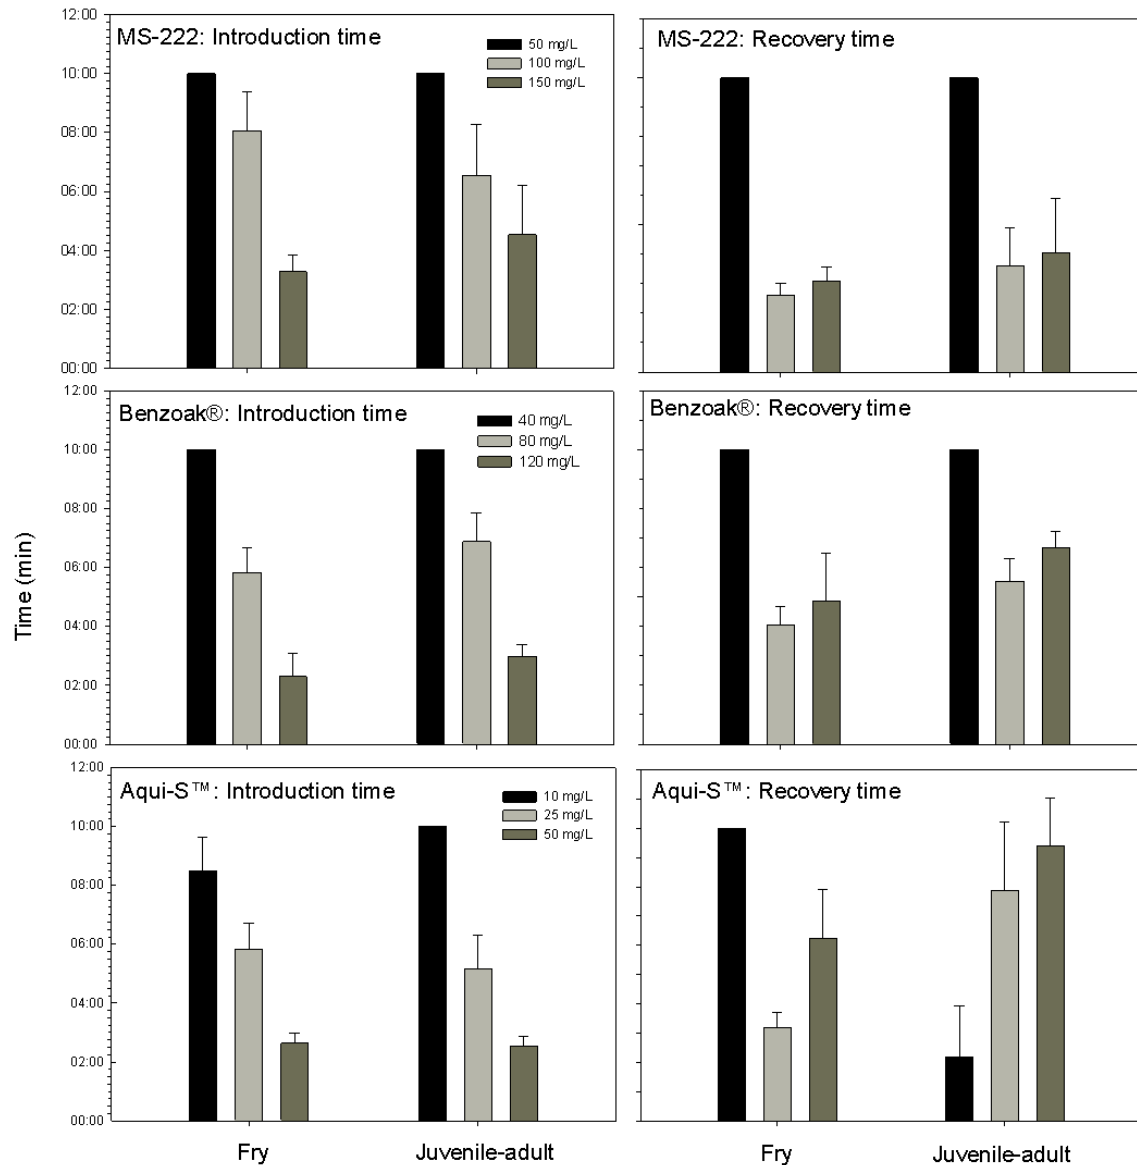 12:00
10:00
08:00
06:00
04:00
02:00
00:00
MS-222: Introduction time
50 mg/L
100 mg/L
150 mg/L
MS-222: Recovery time
12:00
10:00
08:00
06:00
04:00
02:00
00:00
Benzoak®: Introduction time
40 mg/L
80 mg/L
120 mg/L
Benzoak®: Recovery time
Time (min)
12:00
10:00
08:00
06:00
04:00
02:00
00:00
Aqui-S™: Introduction time
10 mg/L
25 mg/L
50 mg/L
Aqui-S™: Recovery time
Fry
Juvenile-adult
Fry
Juvenile-adult